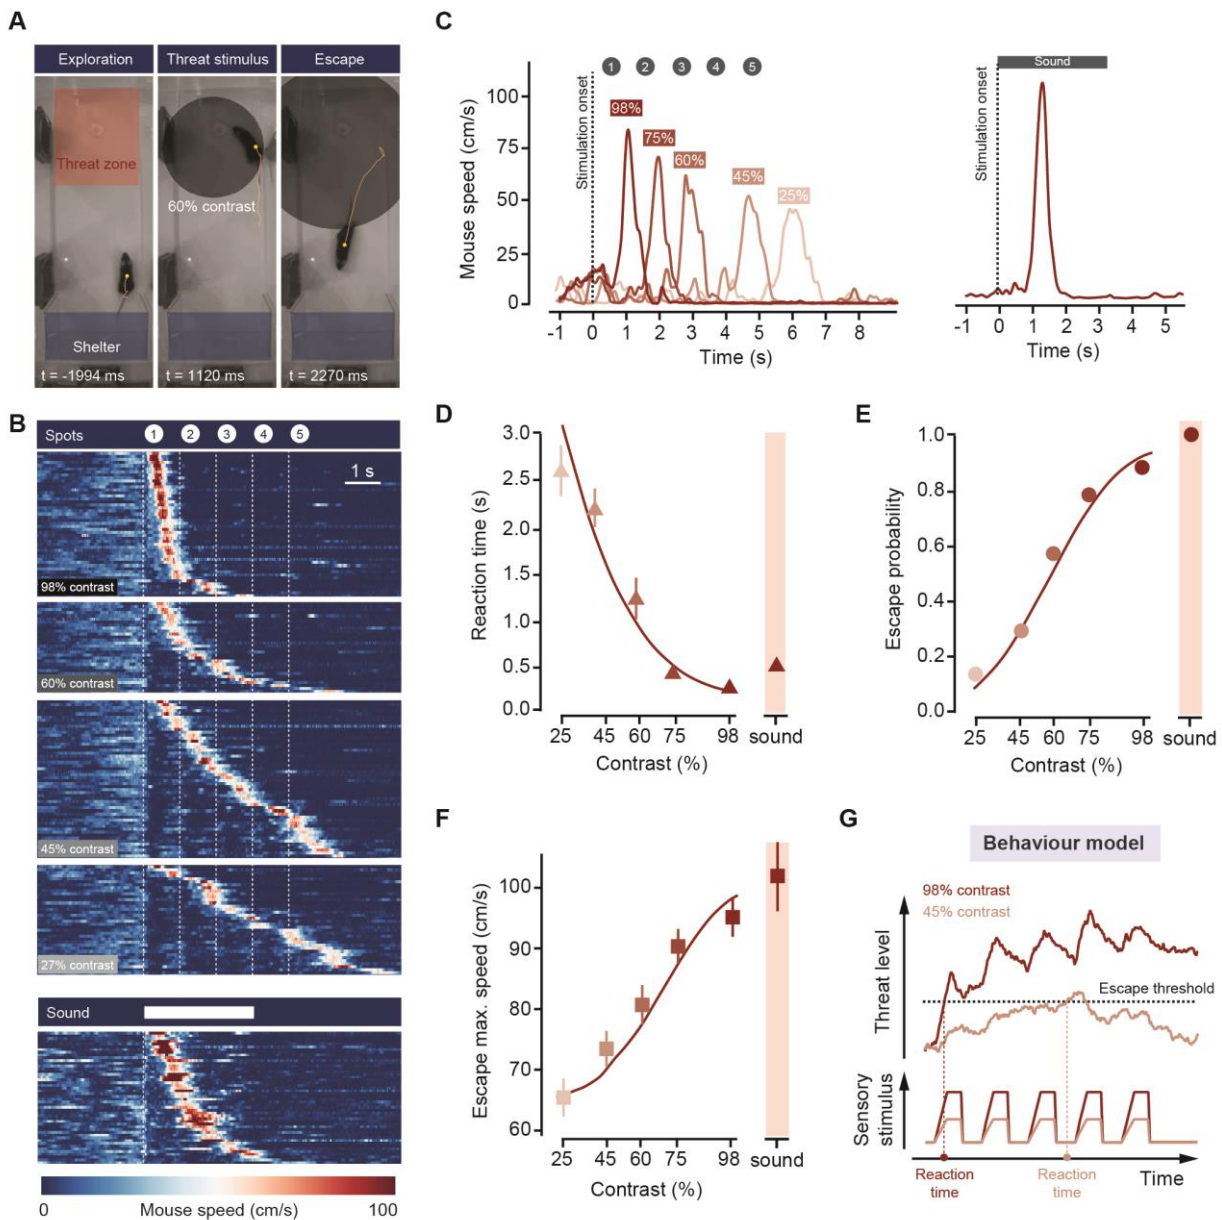 A
Exploration
Threat stimulus
Escape
Threat zone
60% contrast
Shelter
t = -1994 ms
t = 1120 ms
t = 2270 ms
B
Spots
1 2 3 4 5
1 s
98% contrast
60% contrast
45% contrast
27% contrast
Sound
0
100
Mouse speed (cm/s)
C
1 2 3 4 5
Stimulation onset
98%
75%
60%
45%
25%
100
75
50
25
0
Mouse speed (cm/s)
-1 0 1 2 3 4 5 6 7 8
Time (s)
Sound
Stimulation onset
-1 0 1 2 3 4 5
Time (s)
D
3.0
2.5
2.0
1.5
1.0
0.5
0.0
Reaction time (s)
25 45 60 75 98 sound
Contrast (%)
E
1.0
0.8
0.6
0.4
0.2
0.0
Escape probability
25 45 60 75 98 sound
Contrast (%)
F
100
90
80
70
60
Escape max. speed (cm/s)
25 45 60 75 98 sound
Contrast (%)
G
Behaviour model
98% contrast
45% contrast
Threat level
Escape threshold
Sensory
stimulus
Reaction
time
Reaction
time
Time